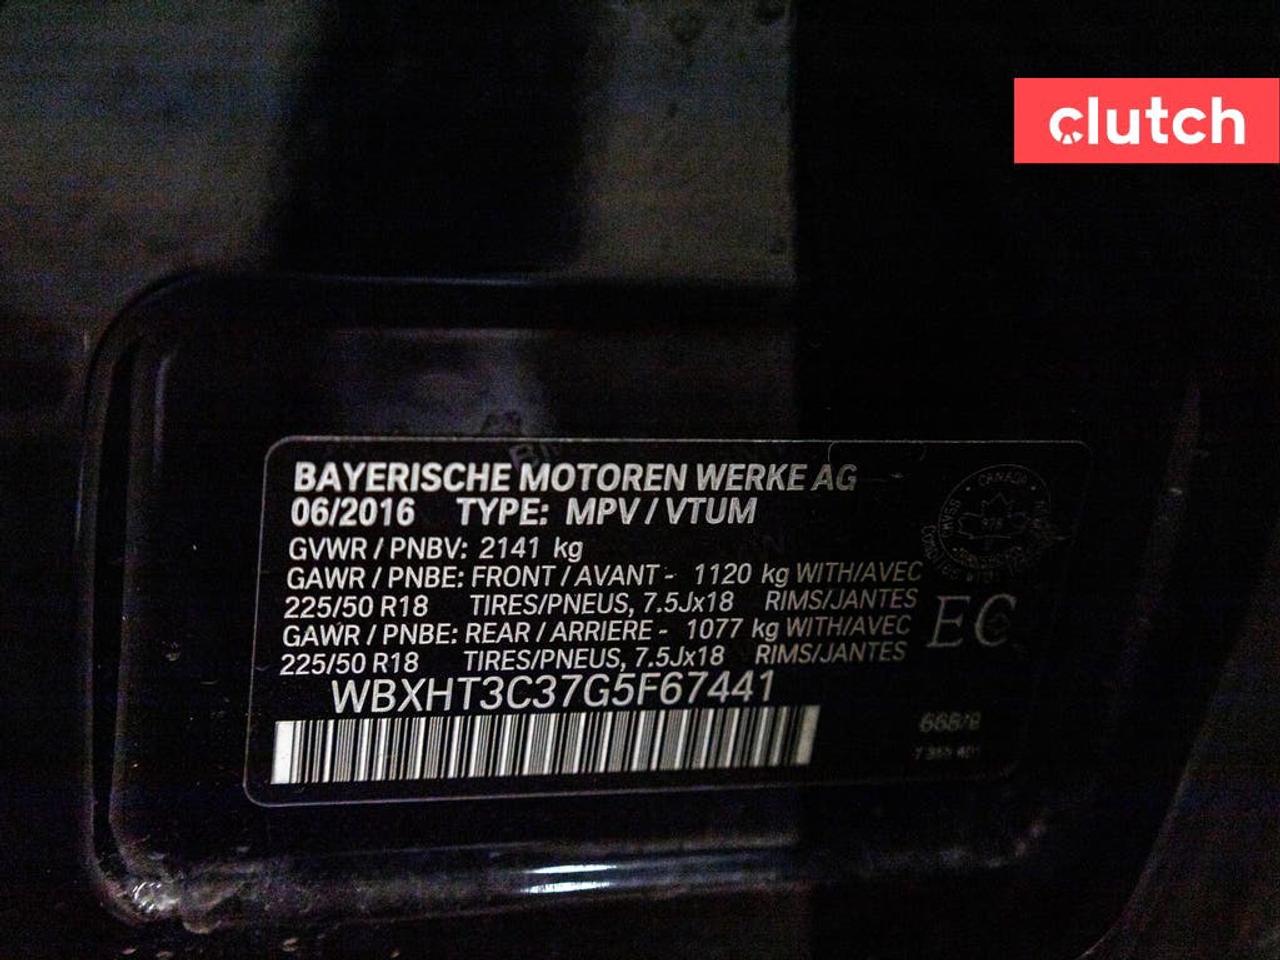 clutch
BAYERISCHE MOTOREN WERKE AG
06/2016 TYPE: MPV / VTUM
GVWR / PNBV: 2141 kg
GAWR / PNBE: FRONT / AVANT - 1120 kg WITH/AVEC
225/50 R18 TIRES/PNEUS, 7.5Jx18 RIMS/JANTES
GAWR / PNBE: REAR / ARRIERE - 1077 kg WITH/AVEC
225/50 R18 TIRES/PNEUS, 7.5Jx18 RIMS/JANTES
EC
WBXHT3C37G5F67441
CANADA